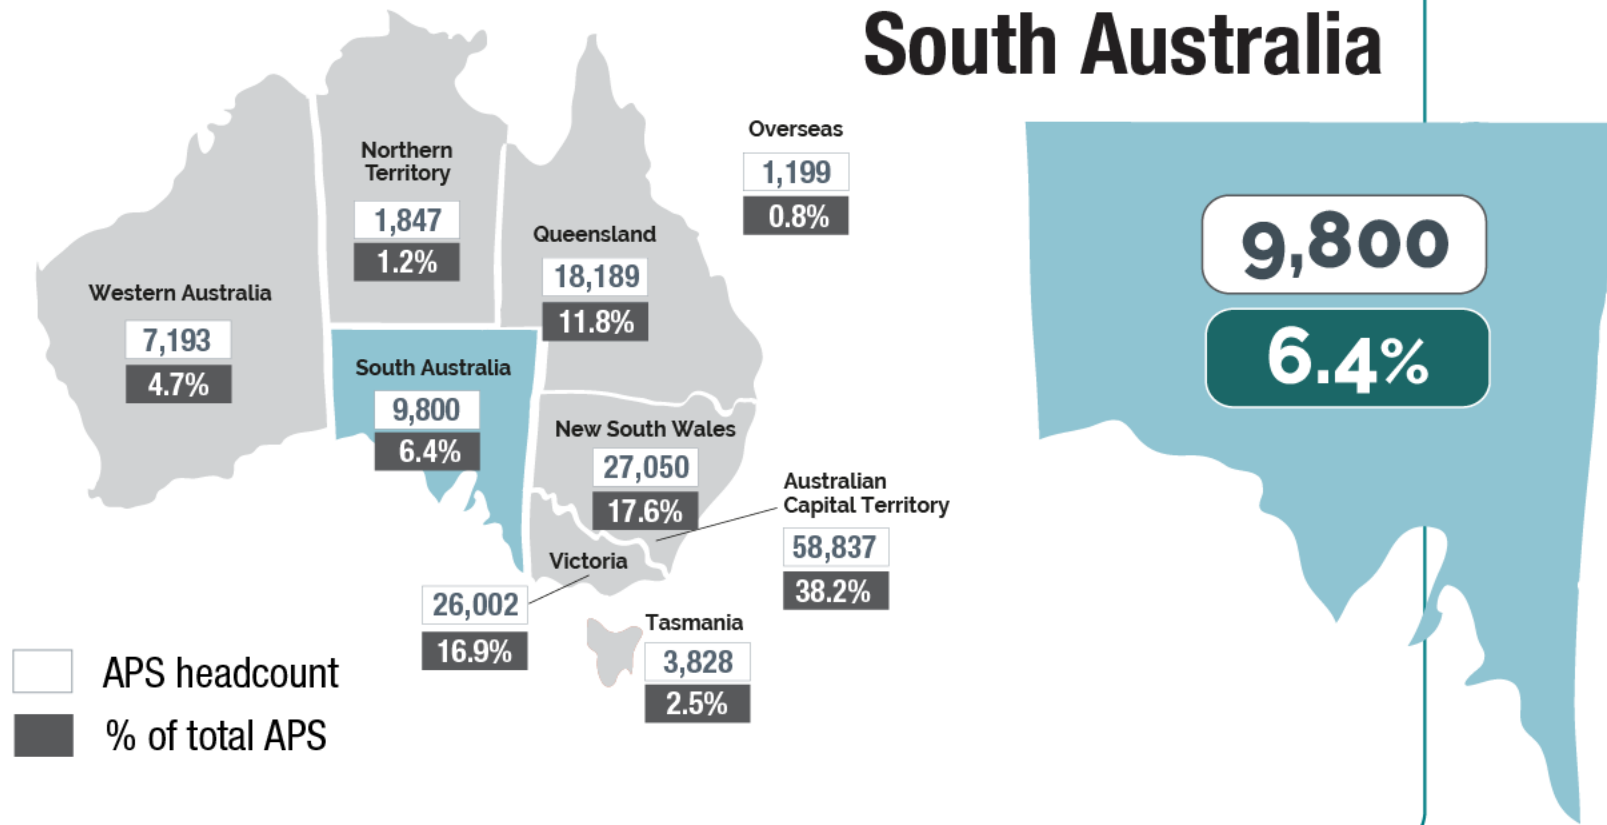 South Australia
Overseas
1,199
0.8%
Northern
Territory
1,847
1.2%
Queensland
18,189
11.8%
Western Australia
7,193
4.7%
South Australia
9,800
6.4%
New South Wales
27,050
17.6%
Australian
Capital Territory
58,837
38.2%
Victoria
26,002
16.9%
Tasmania
3,828
2.5%
APS headcount
% of total APS
9,800
6.4%